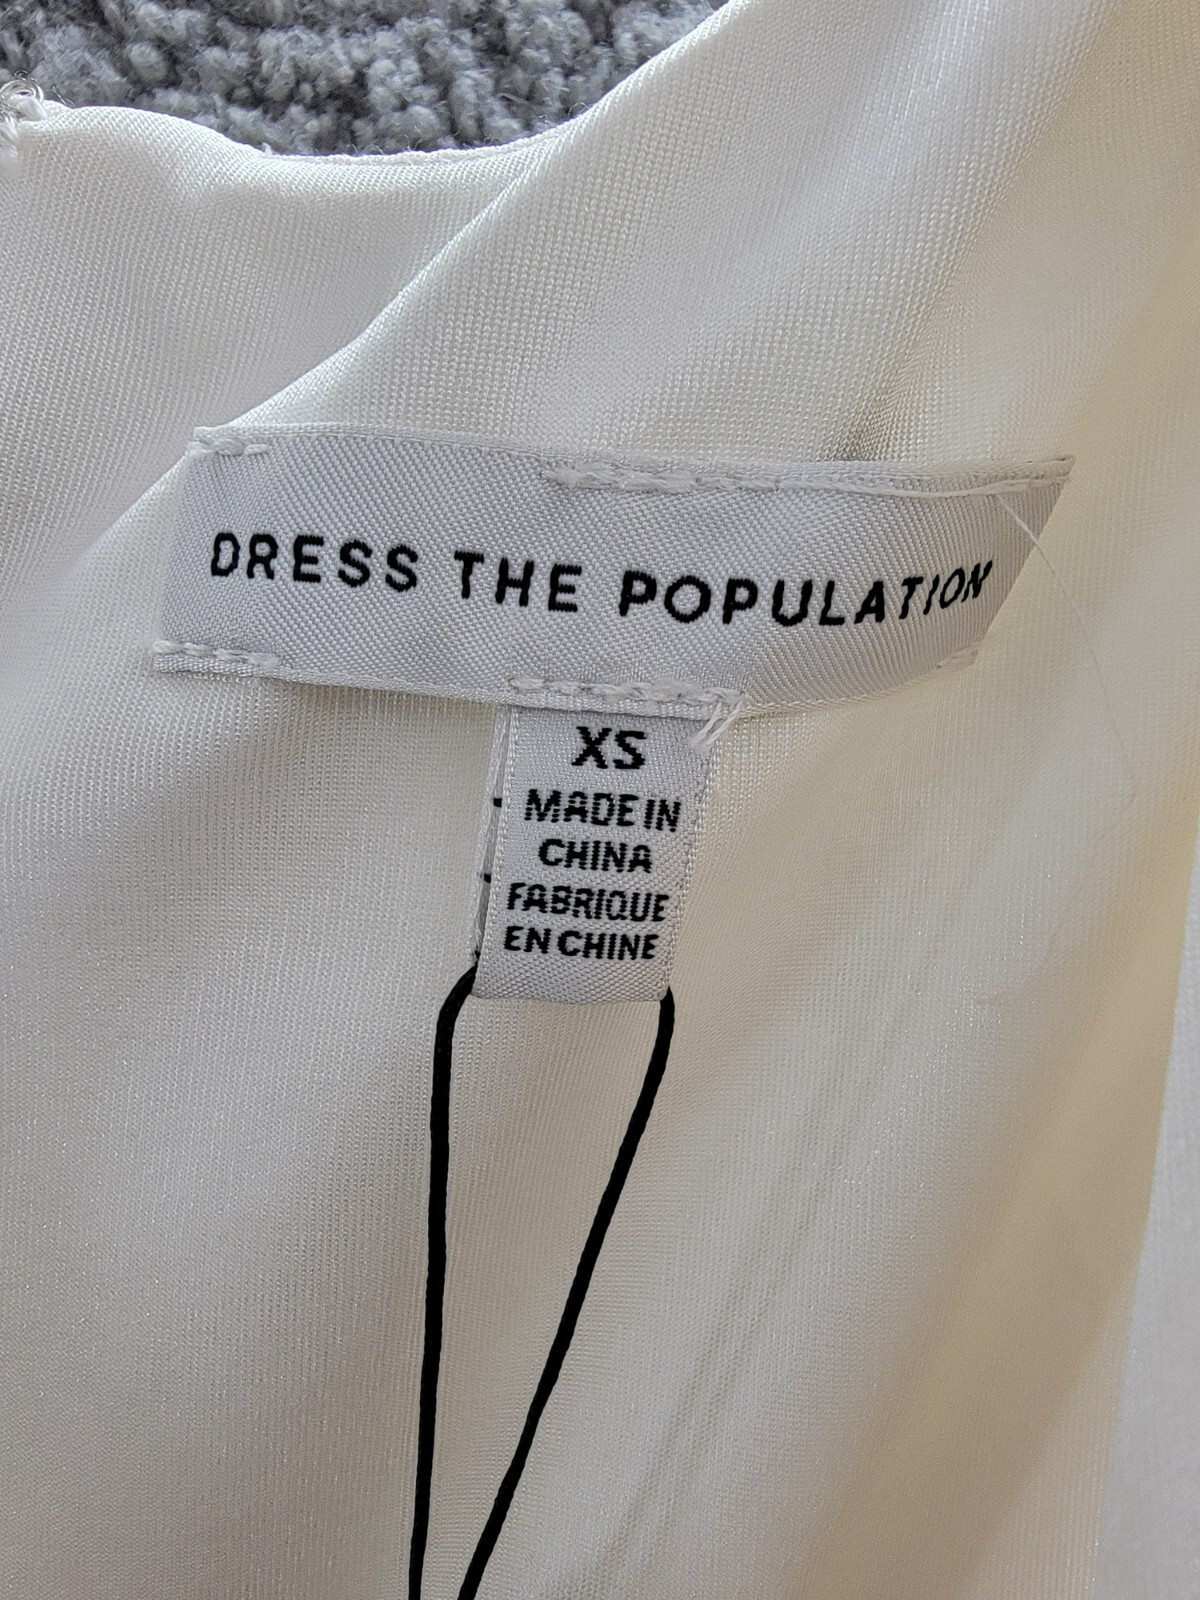 DRESS THE POPULATION
XS
MADE IN
CHINA
FABRIQUE
EN CHINE